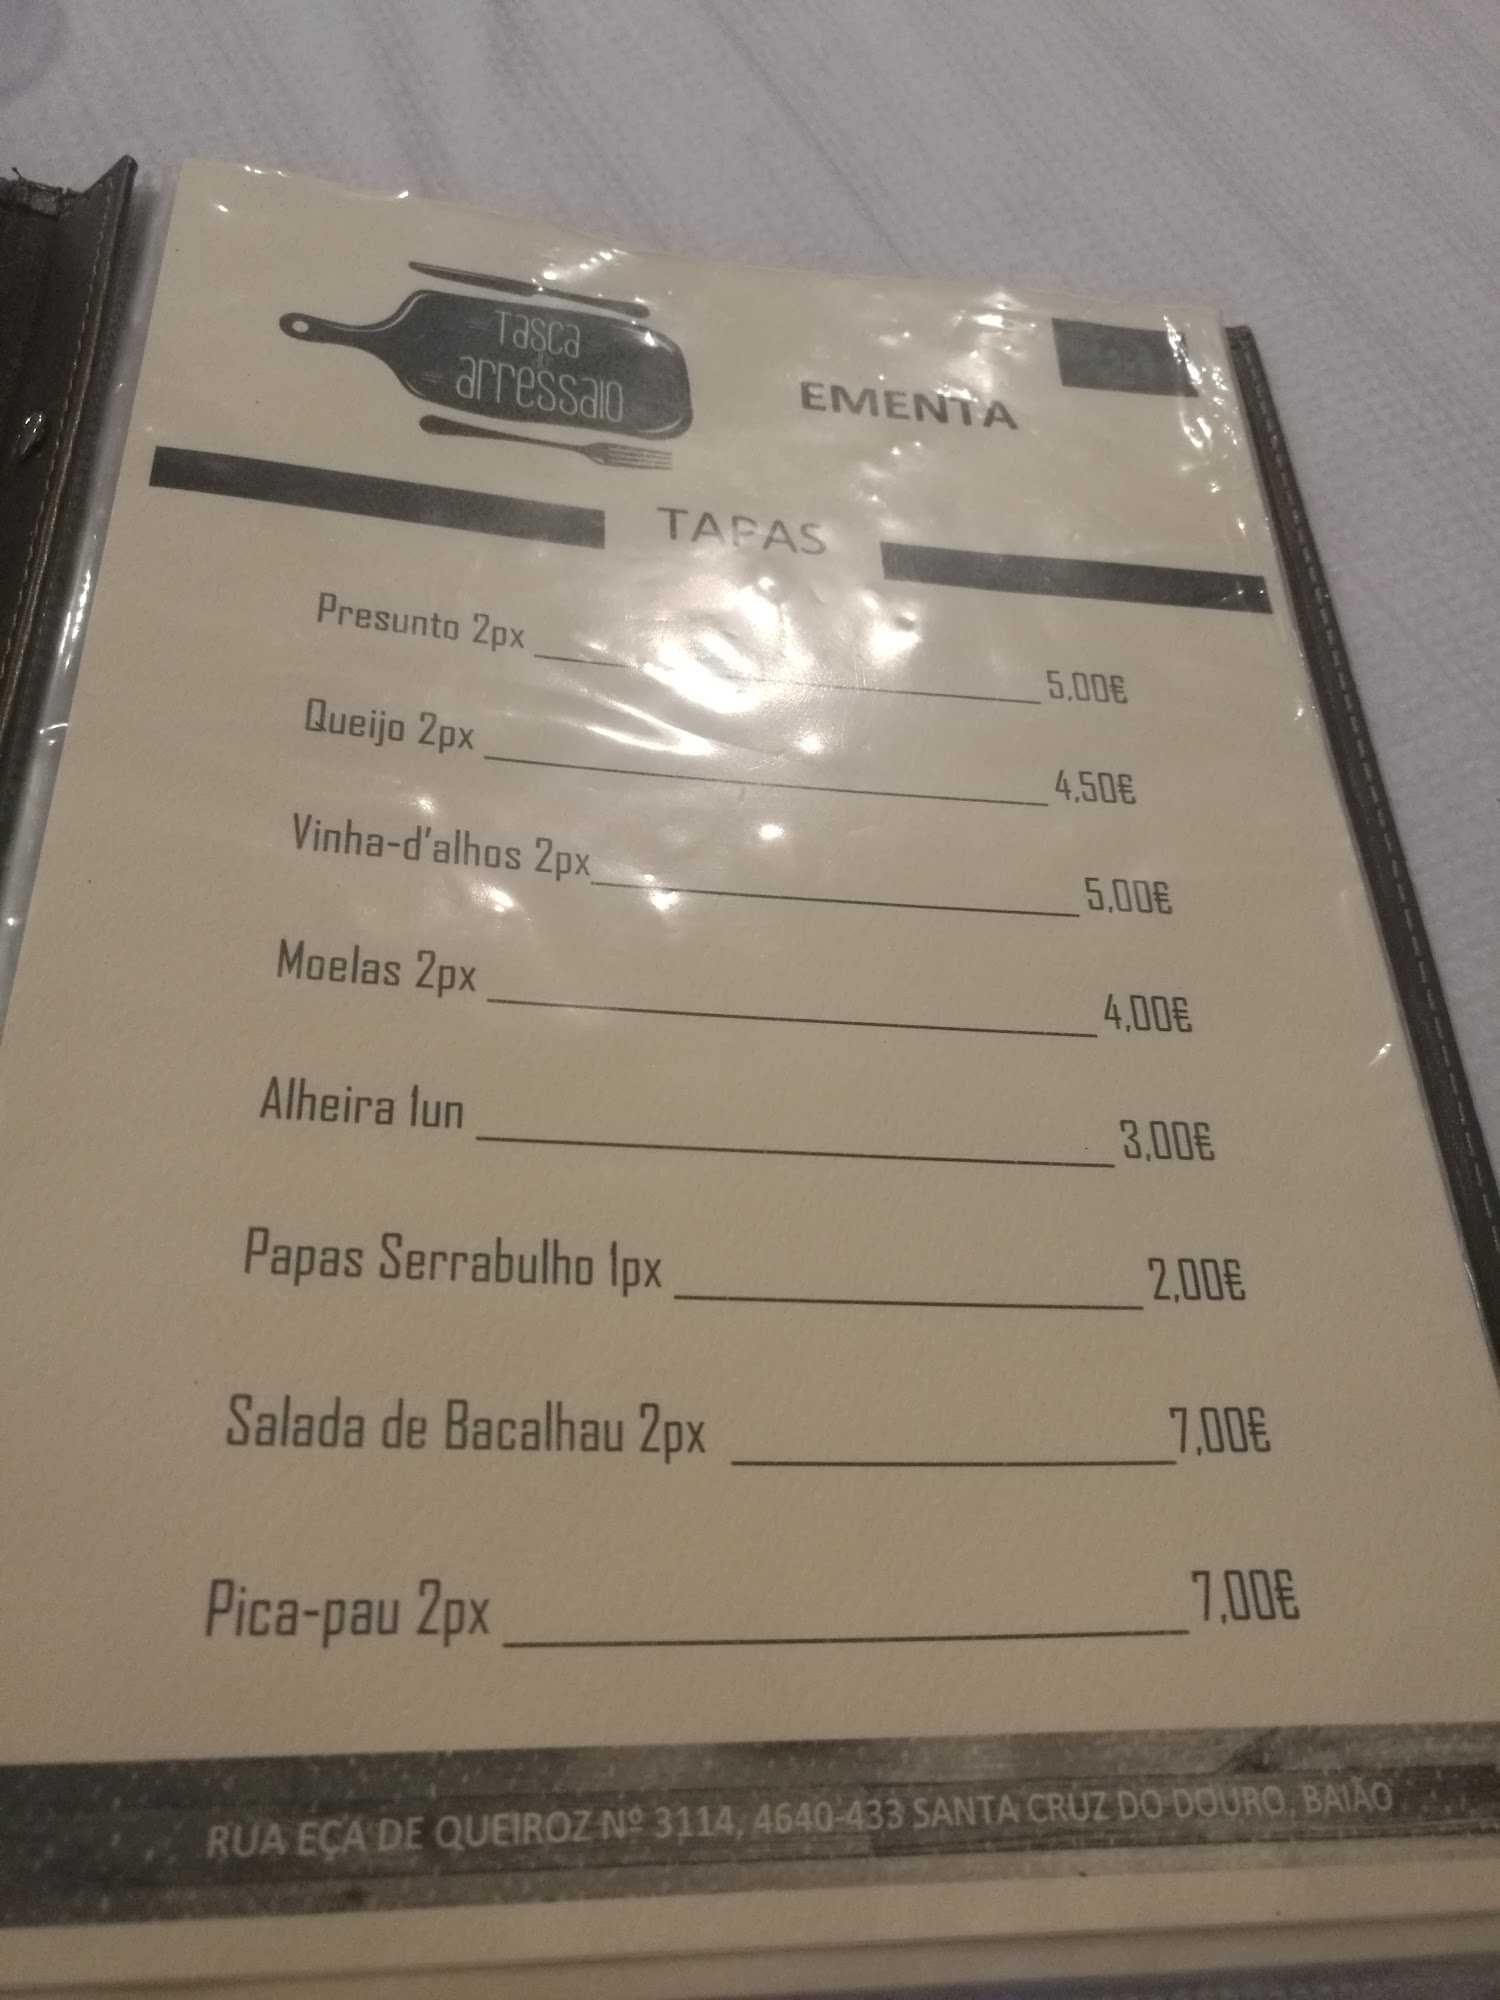 Tasca
do
arressaio
EMENTA
TAPAS
Presunto 2px 5,00€
Queijo 2px 4,50€
Vinha-d'alhos 2px 5,00€
Moelas 2px 4,00€
Alheira 1un 3,00€
Papas Serrabulho 1px 2,00€
Salada de Bacalhau 2px 7,00€
Pica-pau 2px 7,00€
RUA EÇA DE QUEIROZ Nº 3114, 4640-433 SANTA CRUZ DO DOURO, BAIÃO